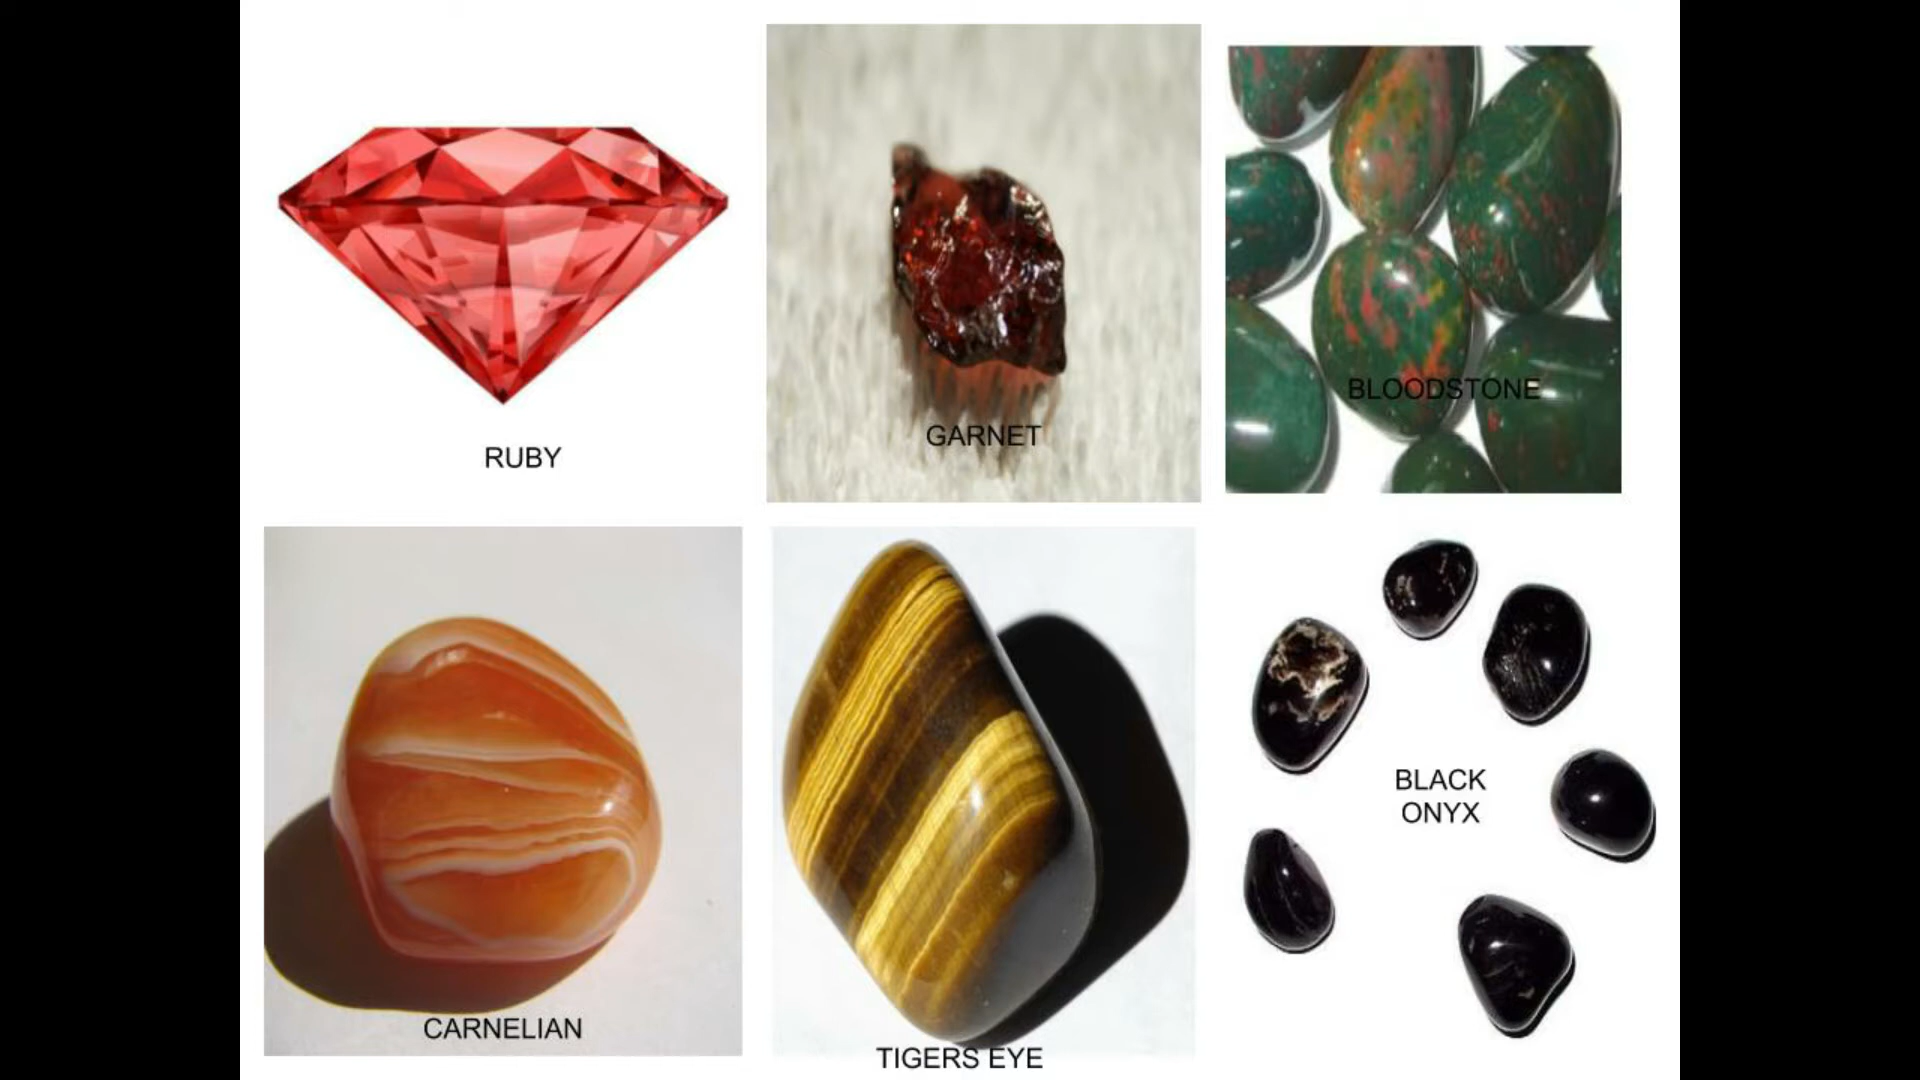 RUBY
GARNET
BLOODSTONE
CARNELIAN
TIGERS EYE
BLACK
ONYX